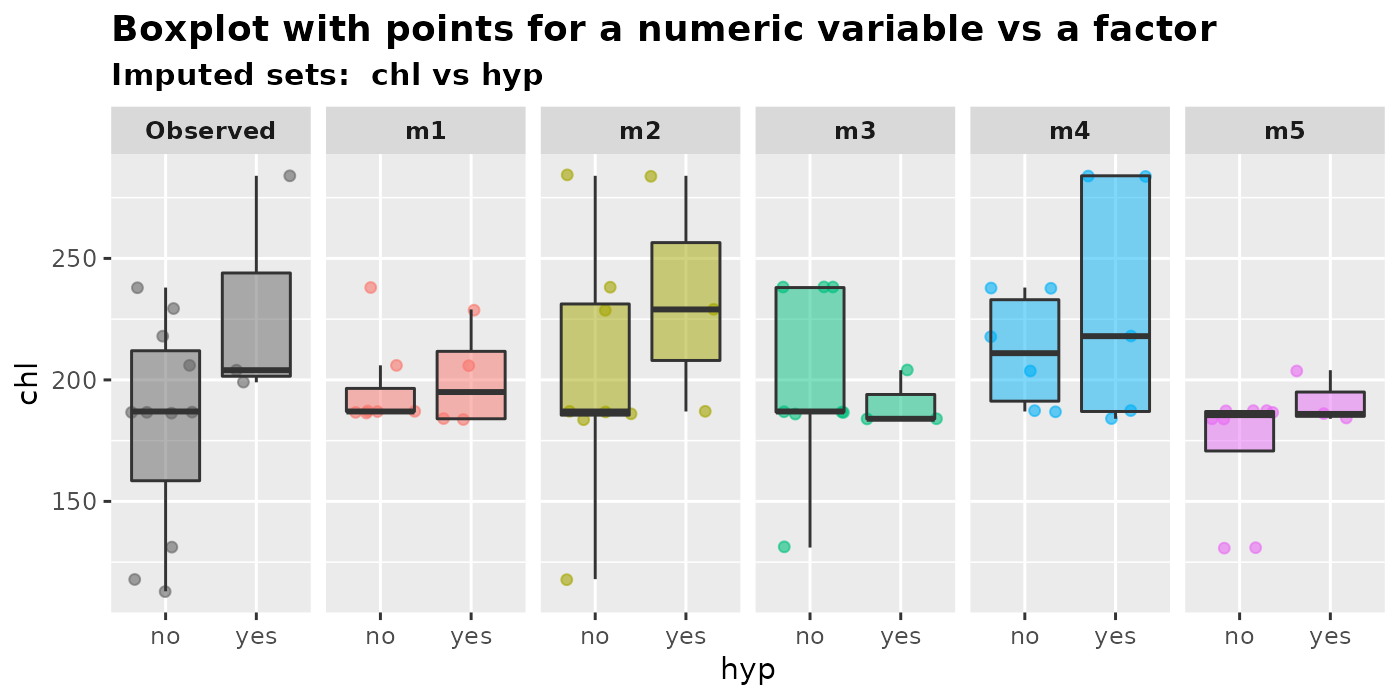 Boxplot with points for a numeric variable vs a factor
Imputed sets:  chl vs hyp
Observed m1 m2 m3 m4 m5
250
200
150
chl
no yes no yes no yes no yes no yes no yes
hyp